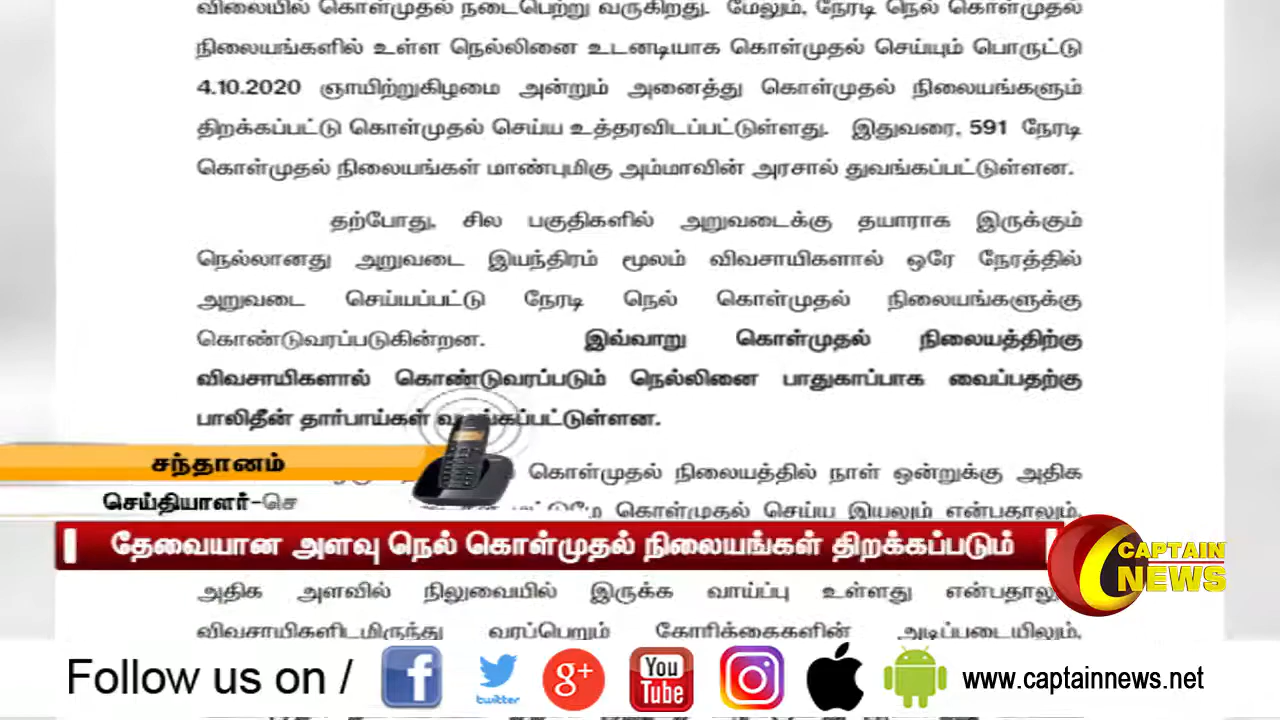 விலையில் கொள்முதல் நடைபெற்று வருகிறது. மேலும், நேரடி நெல் கொள்முதல்
நிலையங்களில் உள்ள நெல்லினை உடனடியாக கொள்முதல் செய்யும் பொருட்டு
4.10.2020 ஞாயிற்றுகிழமை அன்றும் அனைத்து கொள்முதல் நிலையங்களும்
திறக்கப்பட்டு கொள்முதல் செய்ய உத்தரவிடப்பட்டுள்ளது. இதுவரை, 591 நேரடி
கொள்முதல் நிலையங்கள் மாண்புமிகு அம்மாவின் அரசால் துவங்கப்பட்டுள்ளன.
தற்போது, சில பகுதிகளில் அறுவடைக்கு தயாராக இருக்கும்
நெல்லானது அறுவடை இயந்திரம் மூலம் விவசாயிகளால் ஒரே நேரத்தில்
அறுவடை செய்யப்பட்டு நேரடி நெல் கொள்முதல் நிலையங்களுக்கு
கொண்டுவரப்படுகின்றன. இவ்வாறு கொள்முதல் நிலையத்திற்கு
விவசாயிகளால் கொண்டுவரப்படும் நெல்லினை பாதுகாப்பாக வைப்பதற்கு
பாலிதீன் தார்பாய்கள் வழங்கப்பட்டுள்ளன.
சந்தானம்
கொள்முதல் நிலையத்தில் நாள் ஒன்றுக்கு அதிக
செய்தியாளர்-செ
கொள்முதல் செய்ய இயலும் என்பதாலும்,
தேவையான அளவு நெல் கொள்முதல் நிலையங்கள் திறக்கப்படும்
CAPTAIN
NEWS
அதிக அளவில் நிலுவையில் இருக்க வாய்ப்பு உள்ளது
விவசாயிகளிடமிருந்து வரப்பெறும் கோரிக்கைகளின் அடிப்படையிலும்,
Follow us on / twitter You Tube www.captainnews.net